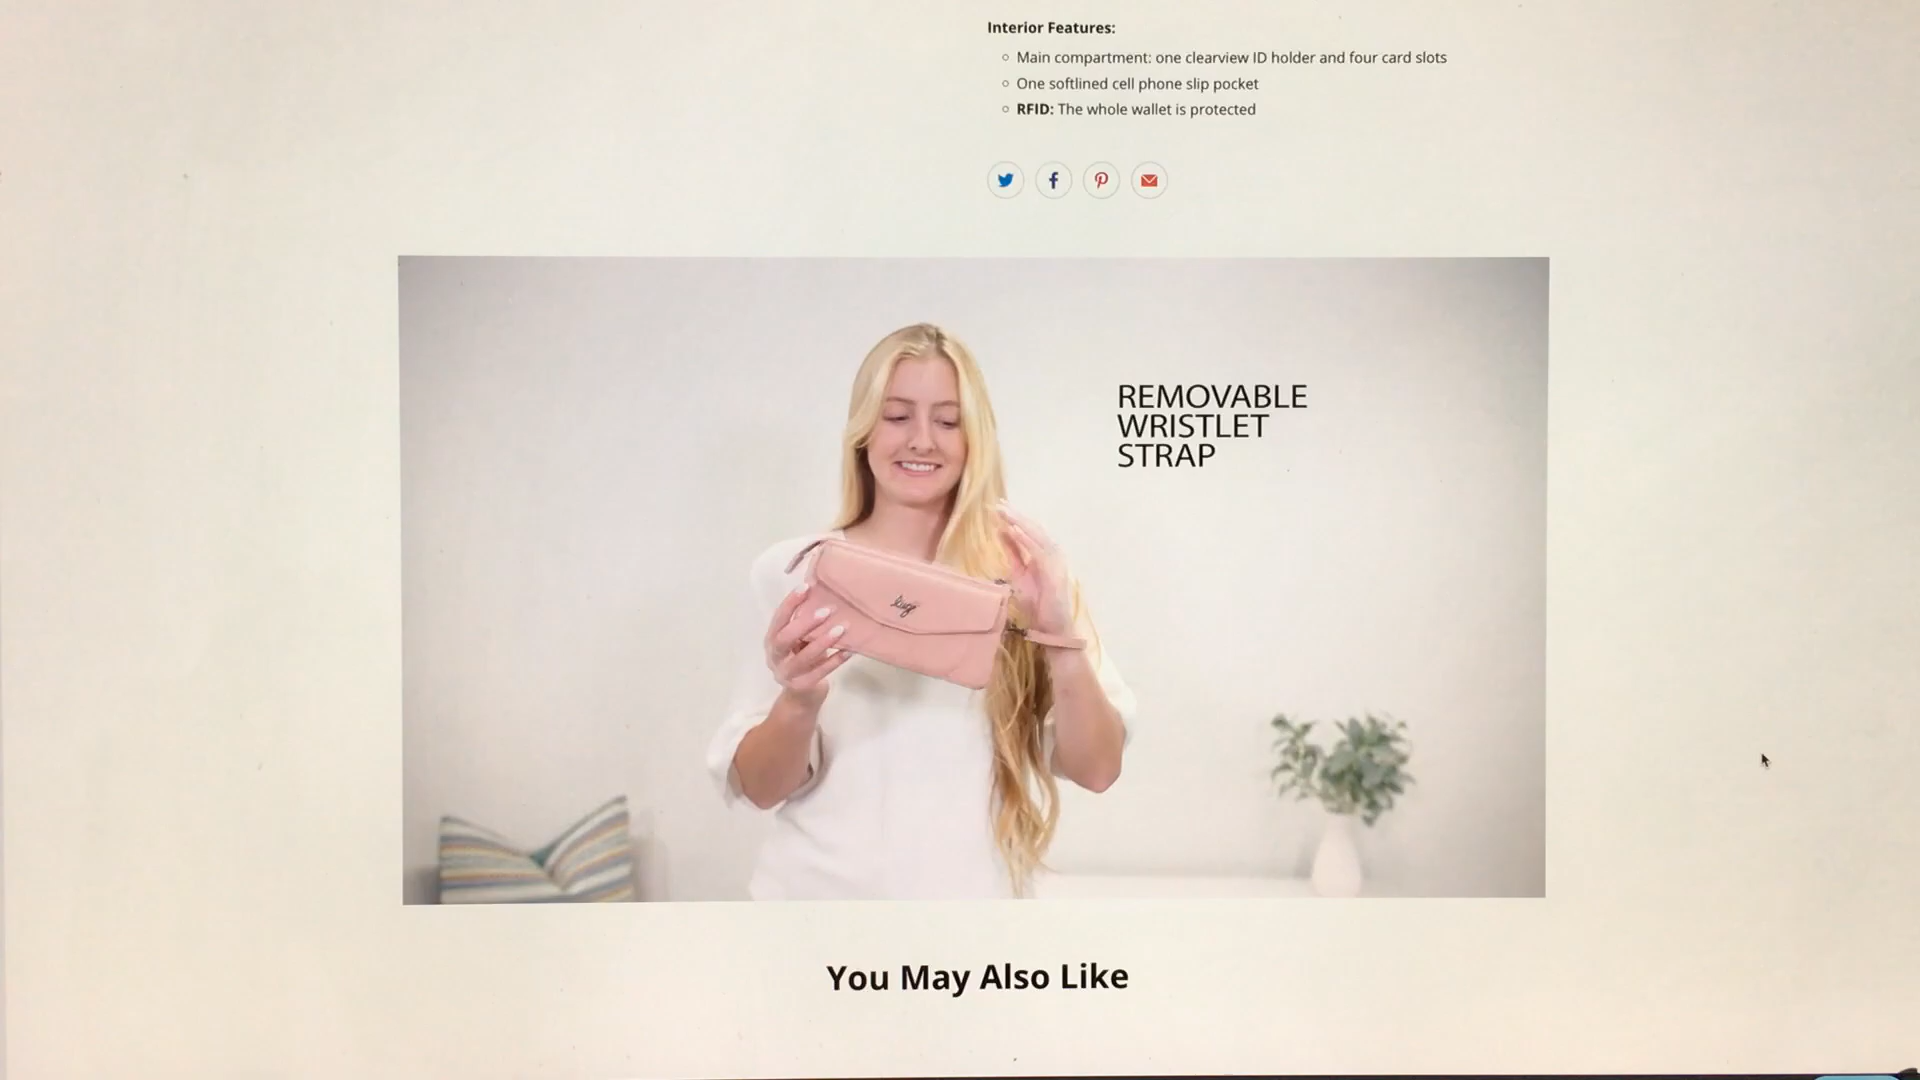 Interior Features:
Main compartment: one clearview ID holder and four card slots
One softlined cell phone slip pocket
RFID: The whole wallet is protected
REMOVABLE
WRISTLET
STRAP
lug
You May Also Like